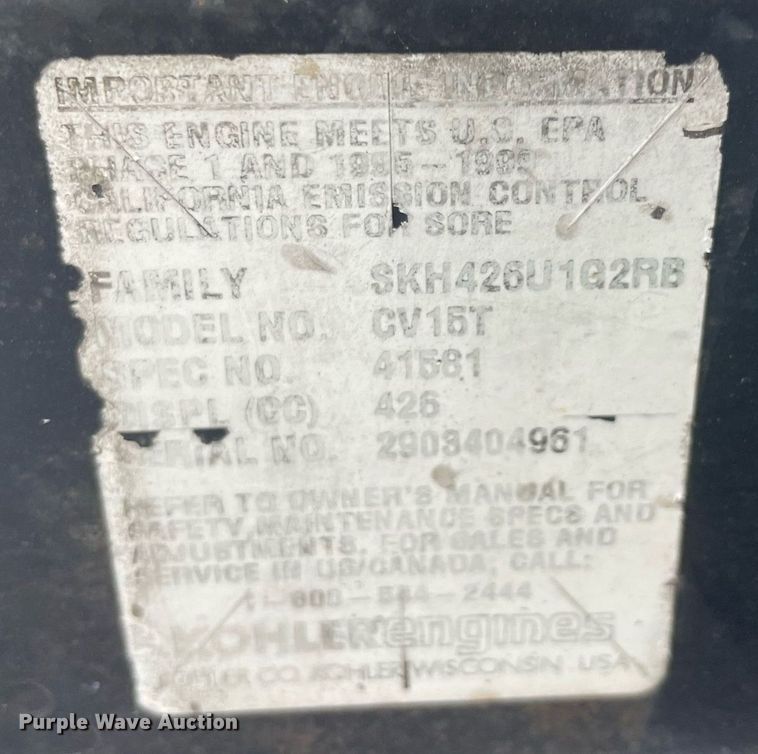 IMPORTANT ENGINE INFORMATION
THIS ENGINE MEETS U.S. EPA
PHASE 1 AND 1995-1998
CALIFORNIA EMISSION CONTROL
REGULATIONS FOR SORE
FAMILY SKH426U1G2RB
MODEL NO. CV15T
SPEC NO. 41581
DISPL (CC) 426
SERIAL NO. 2903404961
REFER TO OWNER'S MANUAL FOR
SAFETY, MAINTENANCE SPECS AND
ADJUSTMENTS. FOR SALES AND
SERVICE IN US/CANADA, CALL:
1-800-544-2444
KOHLER engines
KOHLER CO. KOHLER, WISCONSIN USA
Purple Wave Auction